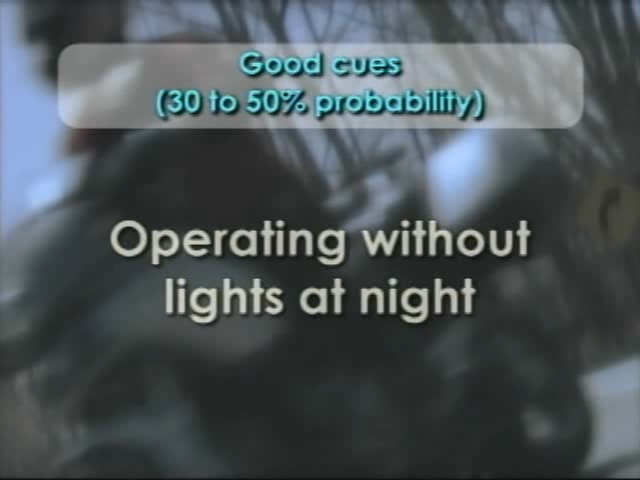 Good cues
(30 to 50% probability)
Operating without
lights at night